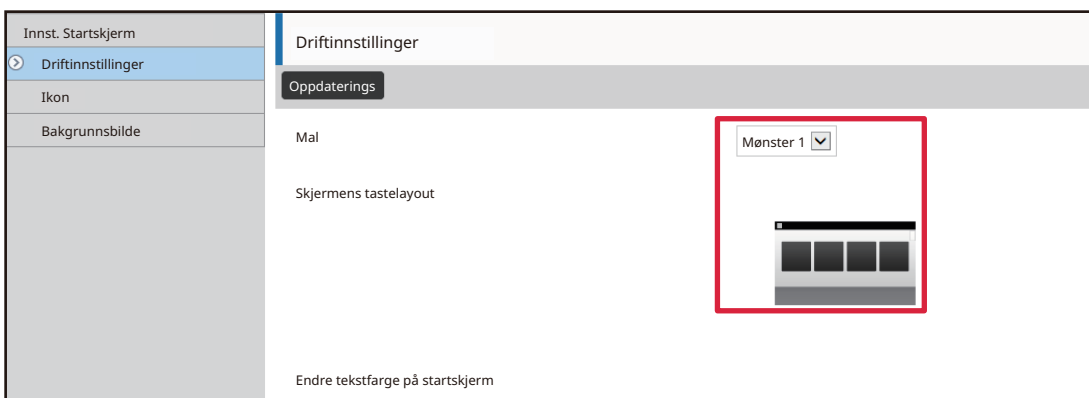 Innst. Startskjerm
Driftinnstillinger
Ikon
Bakgrunnsbilde
Driftinnstillinger
Oppdaterings
Mal
Mønster 1
Skjermens tastelayout
Endre tekstfarge på startskjerm